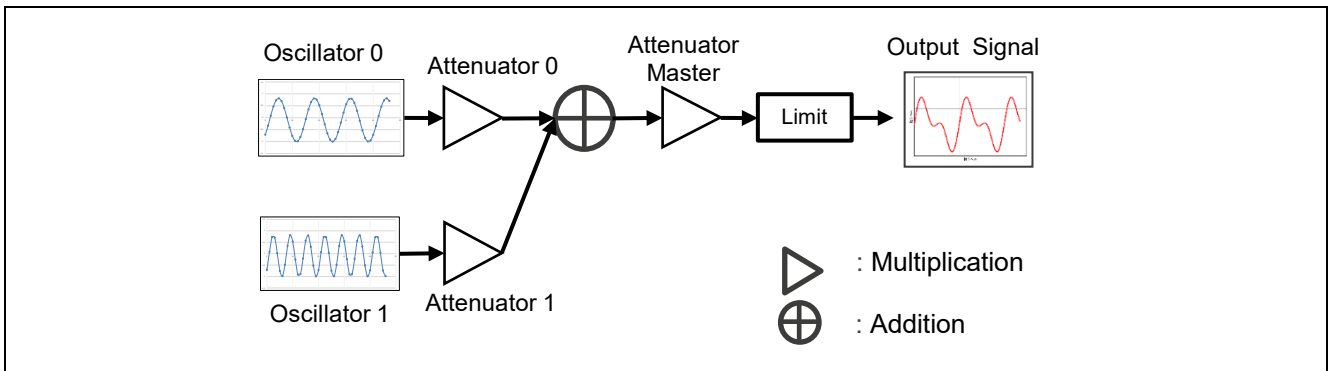 Oscillator 0
Attenuator 0
Attenuator
Master
Output Signal
Limit
Oscillator 1
Attenuator 1
: Multiplication
: Addition